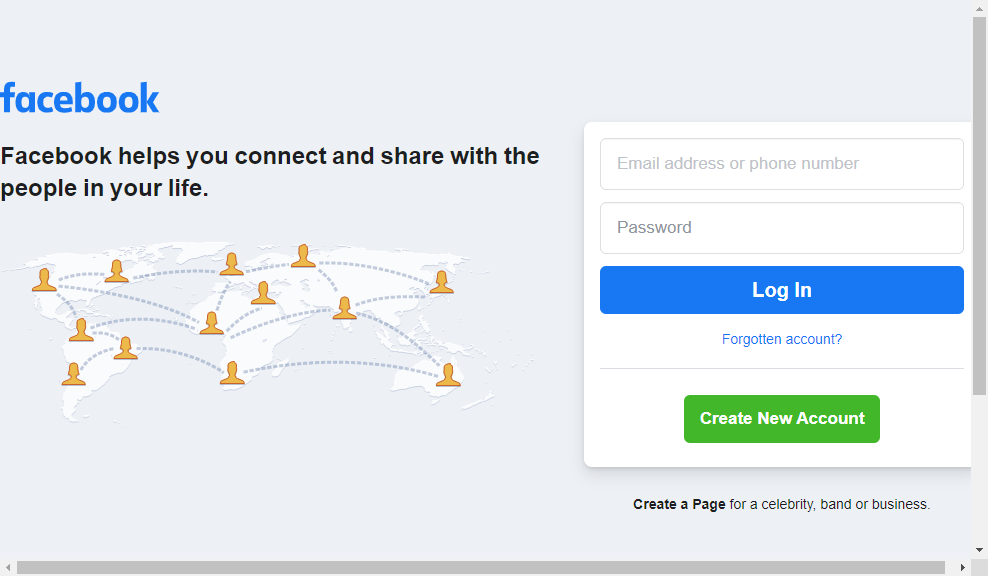 facebook
Facebook helps you connect and share with the
people in your life.
Email address or phone number
Password
Log In
Forgotten account?
Create New Account
Create a Page for a celebrity, band or business.